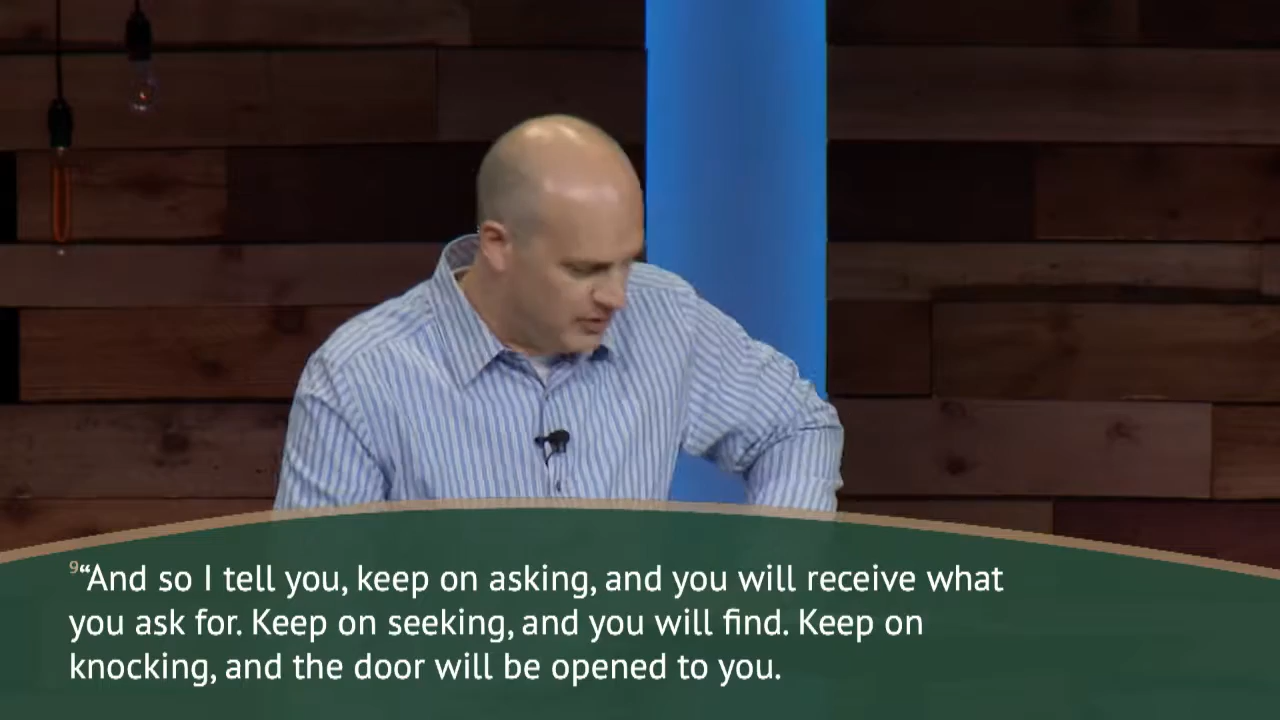 9“And so I tell you, keep on asking, and you will receive what
you ask for. Keep on seeking, and you will find. Keep on
knocking, and the door will be opened to you.